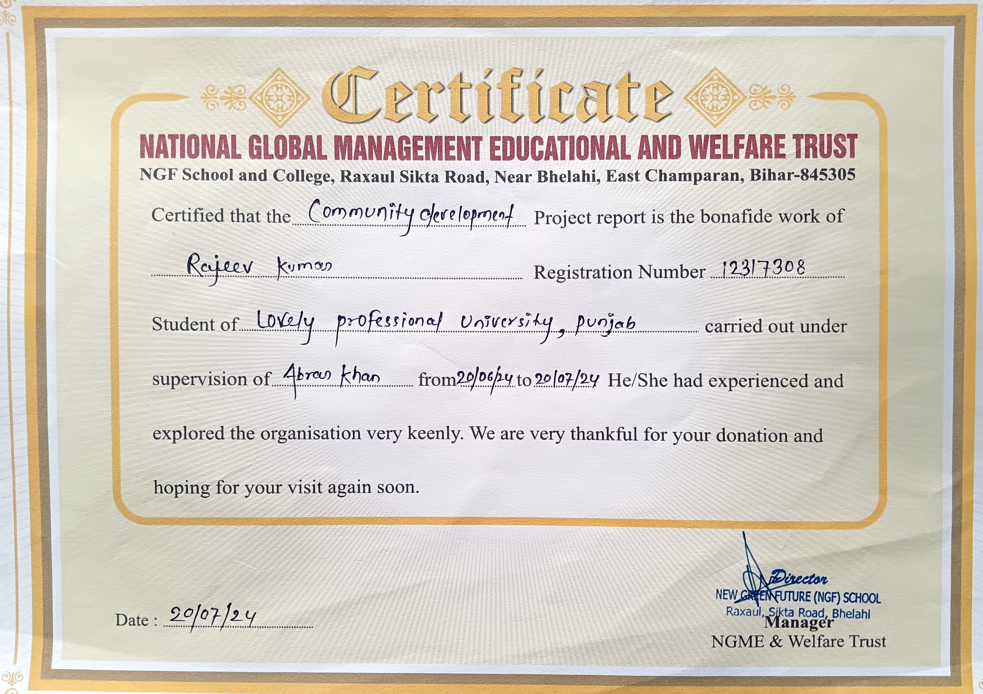 Certificate
NATIONAL GLOBAL MANAGEMENT EDUCATIONAL AND WELFARE TRUST
NGF School and College, Raxaul Sikta Road, Near Bhelahi, East Champaran, Bihar-845305
Certified that the Community development Project report is the bonafide work of
Rajeev Kumar Registration Number 12317308
Student of Lovely professional University, Punjab carried out under
supervision of Abran Khan from 20/06/24 to 20/07/24 He/She had experienced and
explored the organisation very keenly. We are very thankful for your donation and
hoping for your visit again soon.
Director
NEW GREEN FUTURE (NGF) SCHOOL
Raxaul, Sikta Road, Bhelahi
Date : 20/07/24
Manager
NGME & Welfare Trust